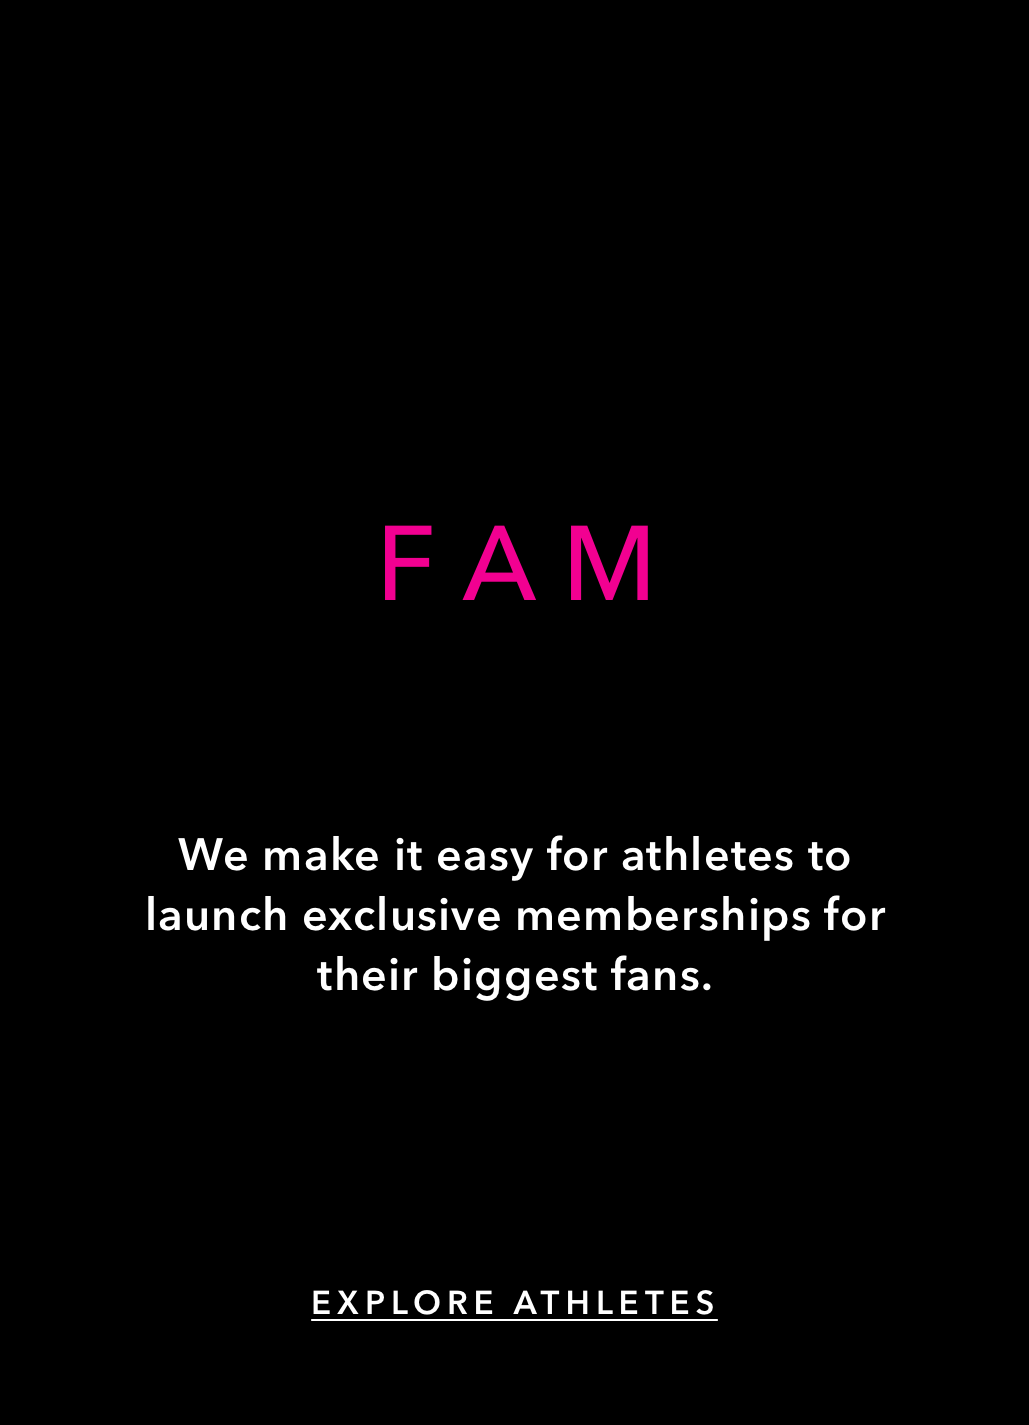 FAM
We make it easy for athletes to
launch exclusive memberships for
their biggest fans.
EXPLORE ATHLETES